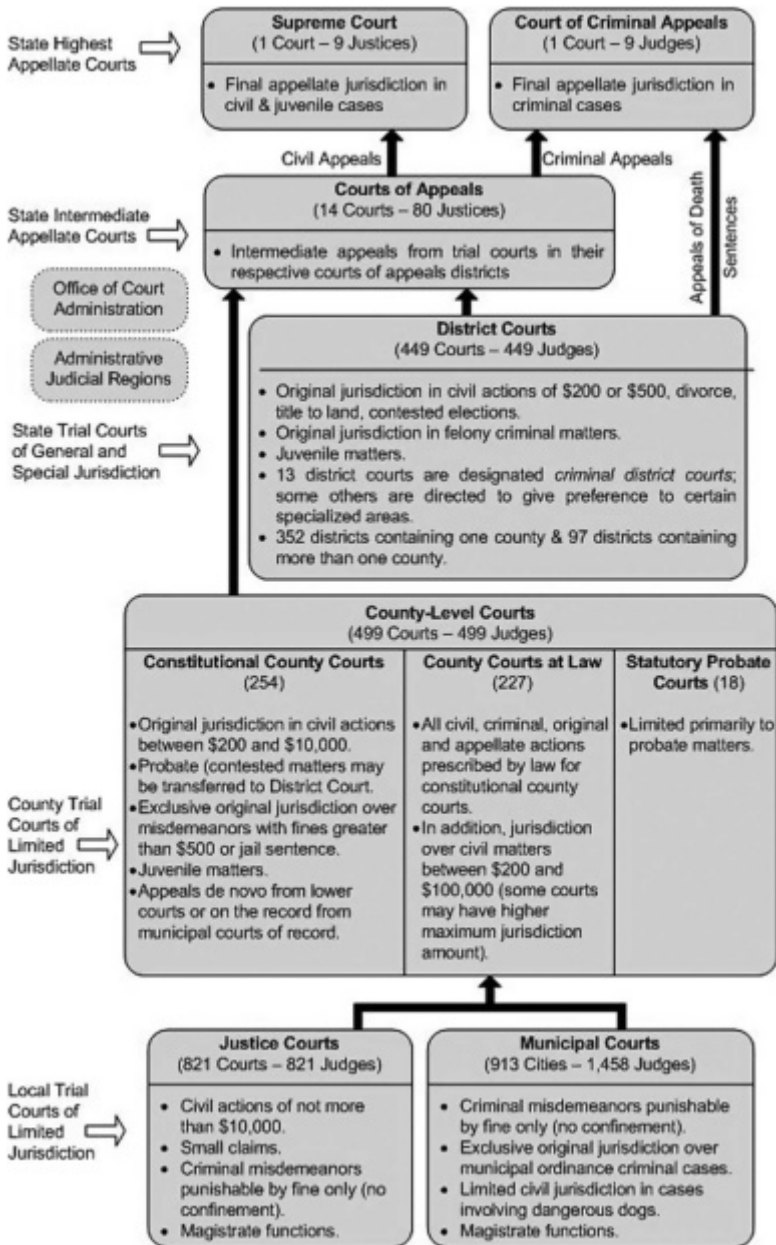 State Highest
Appellate Courts
Supreme Court
(1 Court – 9 Justices)
• Final appellate jurisdiction in
civil & juvenile cases
Court of Criminal Appeals
(1 Court – 9 Judges)
• Final appellate jurisdiction in
criminal cases
Civil Appeals
Criminal Appeals
Appeals of Death
Sentences
State Intermediate
Appellate Courts
Courts of Appeals
(14 Courts – 80 Justices)
• Intermediate appeals from trial courts in their
respective courts of appeals districts
Office of Court
Administration
Administrative
Judicial Regions
State Trial Courts
of General and
Special Jurisdiction
District Courts
(449 Courts – 449 Judges)
• Original jurisdiction in civil actions of $200 or $500, divorce,
title to land, contested elections.
• Original jurisdiction in felony criminal matters.
• Juvenile matters.
• 13 district courts are designated criminal district courts;
some others are directed to give preference to certain
specialized areas.
• 352 districts containing one county & 97 districts containing
more than one county.
County-Level Courts
(499 Courts – 499 Judges)
County Trial
Courts of
Limited
Jurisdiction
Constitutional County Courts
(254)
• Original jurisdiction in civil actions
between $200 and $10,000.
• Probate (contested matters may
be transferred to District Court.
• Exclusive original jurisdiction over
misdemeanors with fines greater
than $500 or jail sentence.
• Juvenile matters.
• Appeals de novo from lower
courts or on the record from
municipal courts of record.
County Courts at Law
(227)
• All civil, criminal, original
and appellate actions
prescribed by law for
constitutional county
courts.
• In addition, jurisdiction
over civil matters
between $200 and
$100,000 (some courts
may have higher
maximum jurisdiction
amount).
Statutory Probate
Courts (18)
• Limited primarily to
probate matters.
Local Trial
Courts of
Limited
Jurisdiction
Justice Courts
(821 Courts – 821 Judges)
• Civil actions of not more
than $10,000.
• Small claims.
• Criminal misdemeanors
punishable by fine only (no
confinement).
• Magistrate functions.
Municipal Courts
(913 Cities – 1,458 Judges)
• Criminal misdemeanors punishable
by fine only (no confinement).
• Exclusive original jurisdiction over
municipal ordinance criminal cases.
• Limited civil jurisdiction in cases
involving dangerous dogs.
• Magistrate functions.